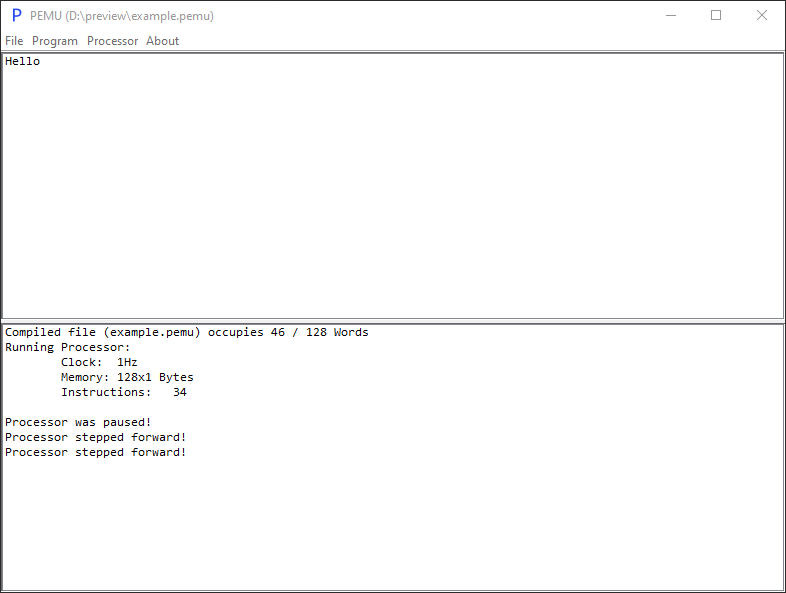 P PEMU (D:\preview\example.pemu)
File Program Processor About
Hello
Compiled file (example.pemu) occupies 46 / 128 Words
Running Processor:
Clock: 1Hz
Memory: 128x1 Bytes
Instructions: 34
Processor was paused!
Processor stepped forward!
Processor stepped forward!